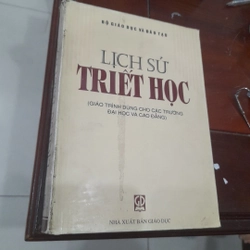 BỘ GIÁO DỤC VÀ ĐÀO TẠO
LỊCH SỬ
TRIẾT HỌC
(GIÁO TRÌNH DÙNG CHO CÁC TRƯỜNG
ĐẠI HỌC VÀ CAO ĐẲNG)
NHÀ XUẤT BẢN GIÁO DỤC